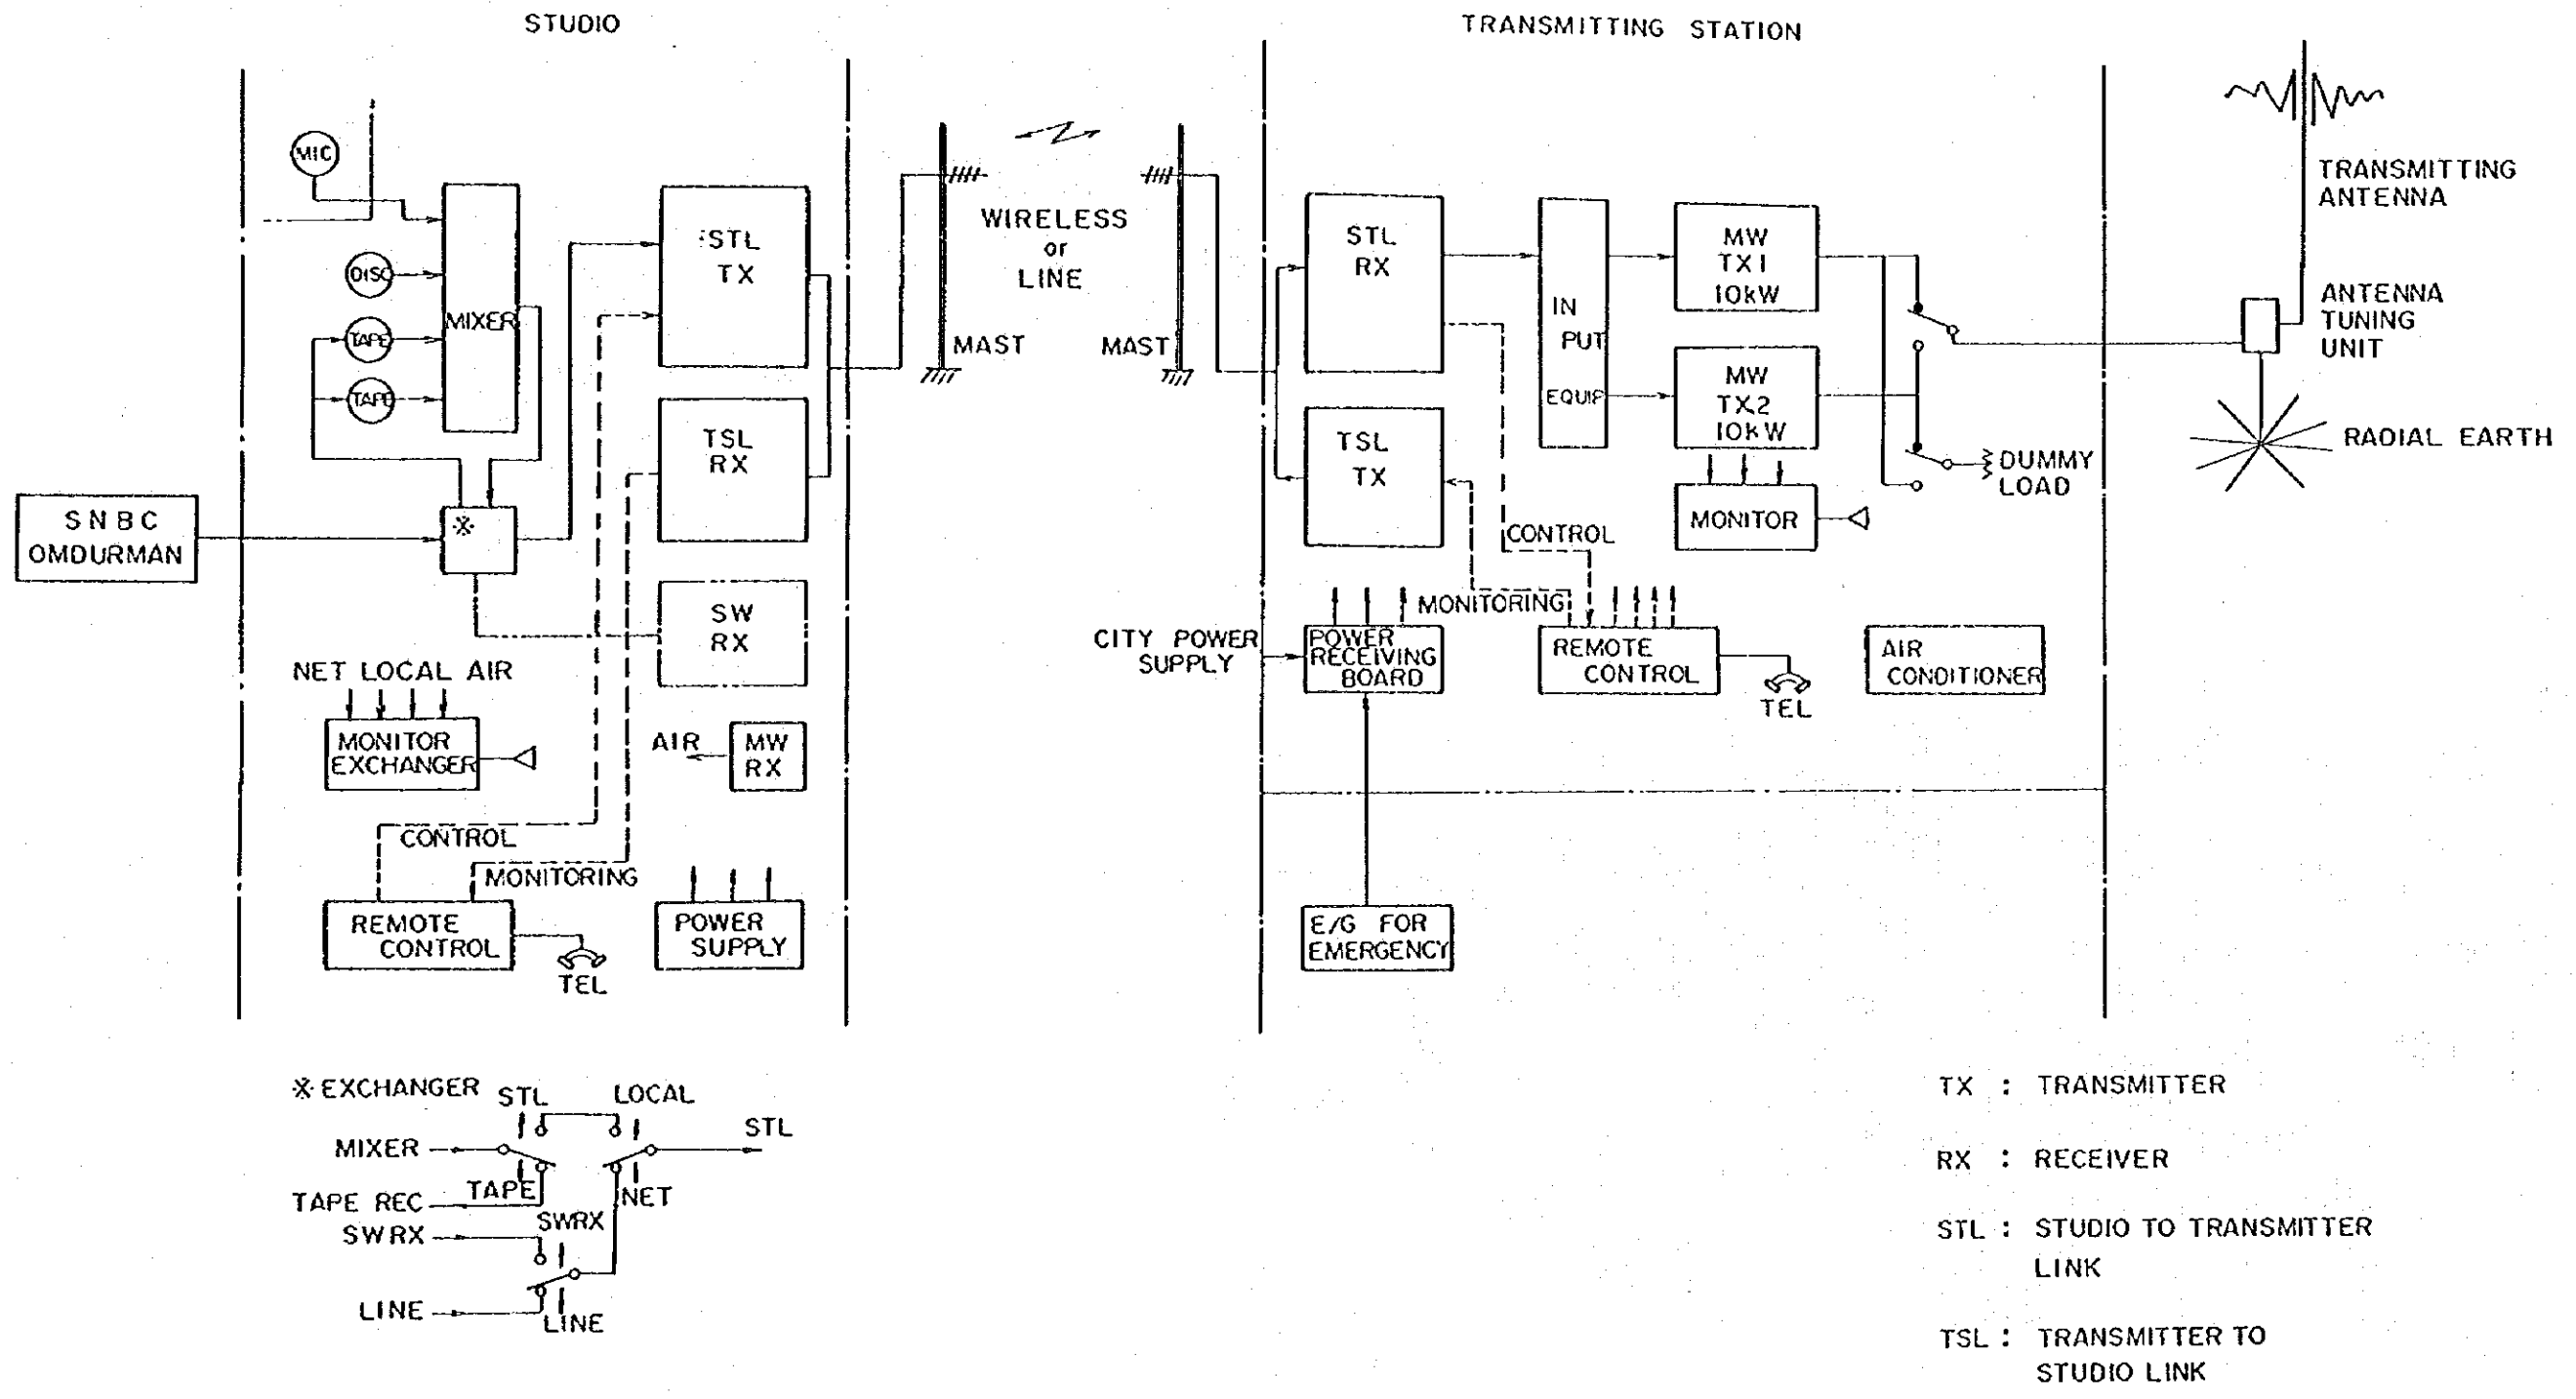 STUDIO
TRANSMITTING STATION
MIC
DISC
TAPE
TAPE
MIXER
STL
TX
TSL
RX
SW
RX
MW
RX
AIR
SNBC
OMDURMAN
※
NET LOCAL AIR
MONITOR
EXCHANGER
CONTROL
MONITORING
REMOTE
CONTROL
TEL
POWER
SUPPLY
WIRELESS
or
LINE
MAST
MAST
STL
RX
TSL
TX
IN
PUT
EQUIP
MW
TX1
10kW
MW
TX2
10kW
MONITOR
CONTROL
MONITORING
CITY POWER
SUPPLY
POWER
RECEIVING
BOARD
REMOTE
CONTROL
TEL
AIR
CONDITIONER
E/G FOR
EMERGENCY
DUMMY
LOAD
TRANSMITTING
ANTENNA
ANTENNA
TUNING
UNIT
RADIAL EARTH
※ EXCHANGER
STL
LOCAL
MIXER
STL
TAPE REC
TAPE
NET
SW RX
SWRX
LINE
LINE
TX : TRANSMITTER
RX : RECEIVER
STL : STUDIO TO TRANSMITTER
LINK
TSL : TRANSMITTER TO
STUDIO LINK